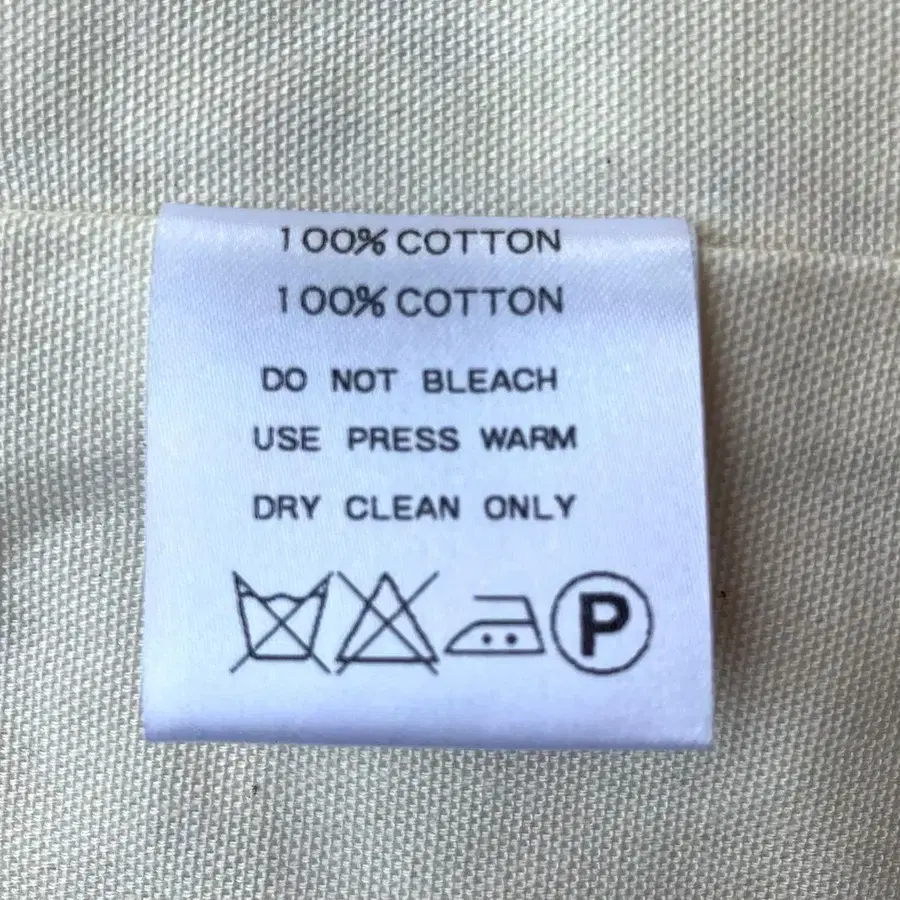 100% COTTON
100% COTTON
DO NOT BLEACH
USE PRESS WARM
DRY CLEAN ONLY
P